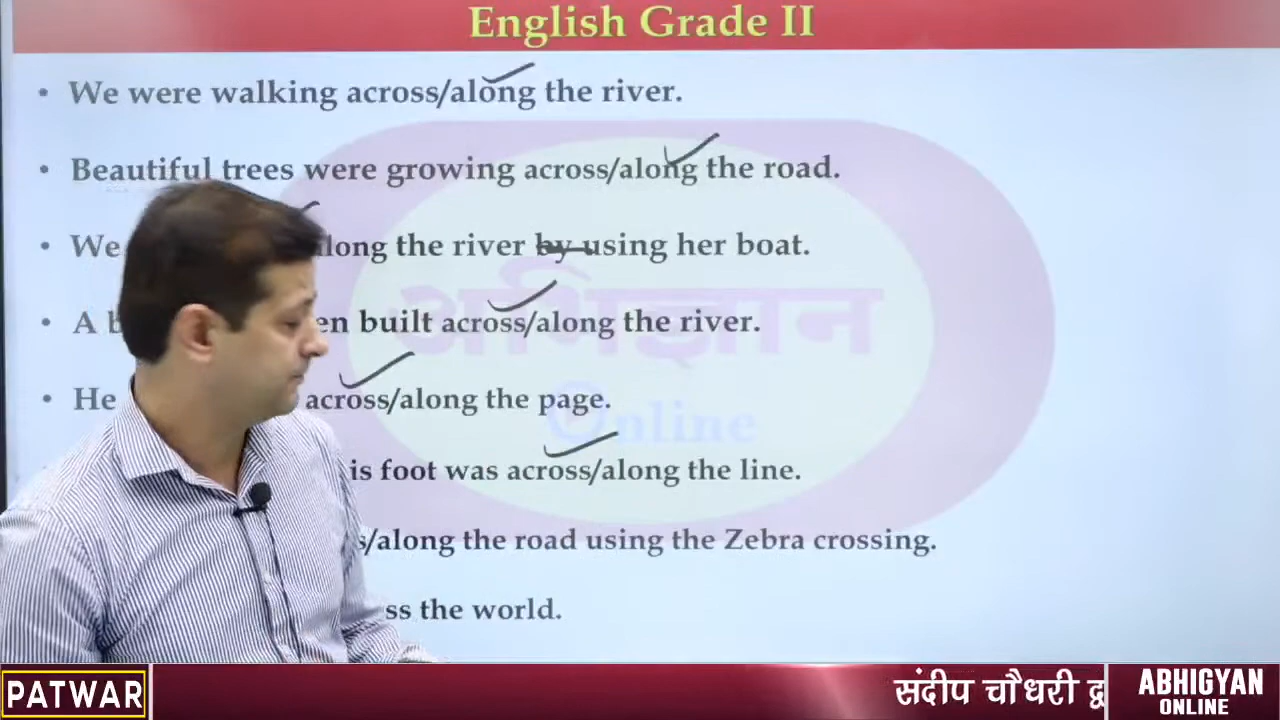 English Grade II
• We were walking across/along the river.
• Beautiful trees were growing across/along the road.
• We long the river by using her boat.
• A b en built across/along the river.
• He across/along the page.
is foot was across/along the line.
s/along the road using the Zebra crossing.
ss the world.
अभिज्ञान
Online
PATWAR
संदीप चौधरी द्व
ABHIGYAN
ONLINE